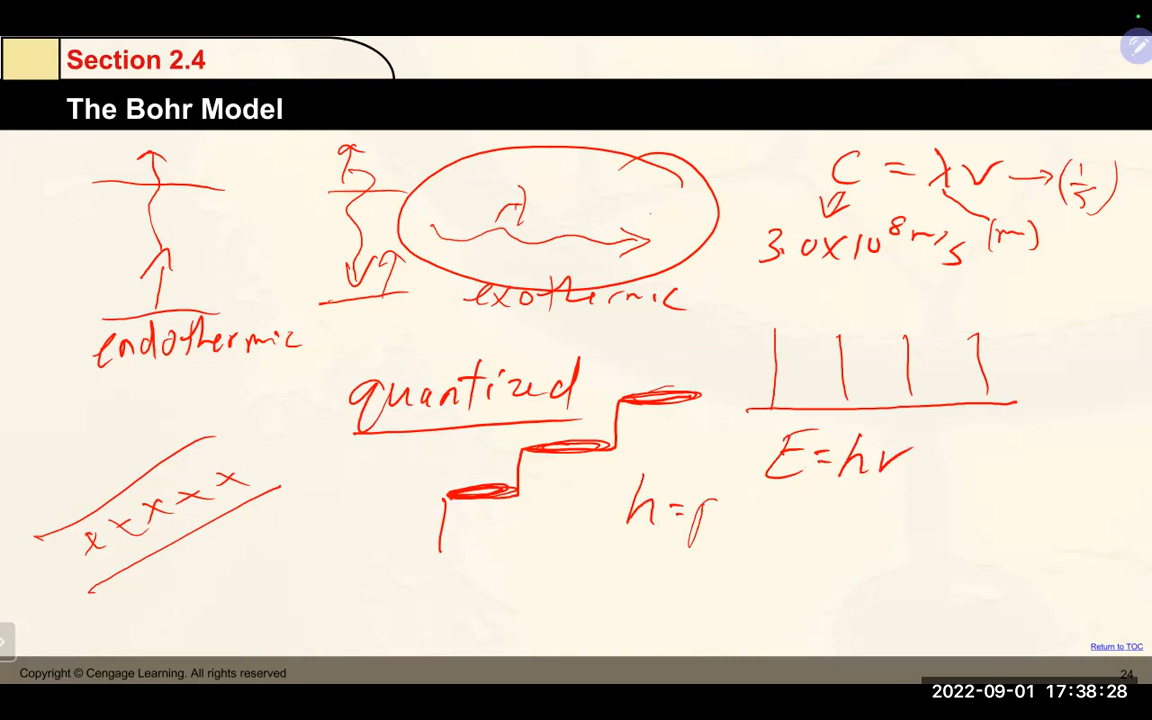 Section 2.4
The Bohr Model
C = λν → (1/s)
3.0x10⁸ m/s (m)
λ
exothermic
endothermic
quantized
E=hν
h=p
x x x x x
Return to TOC
Copyright © Cengage Learning. All rights reserved
24
2022-09-01 17:38:28